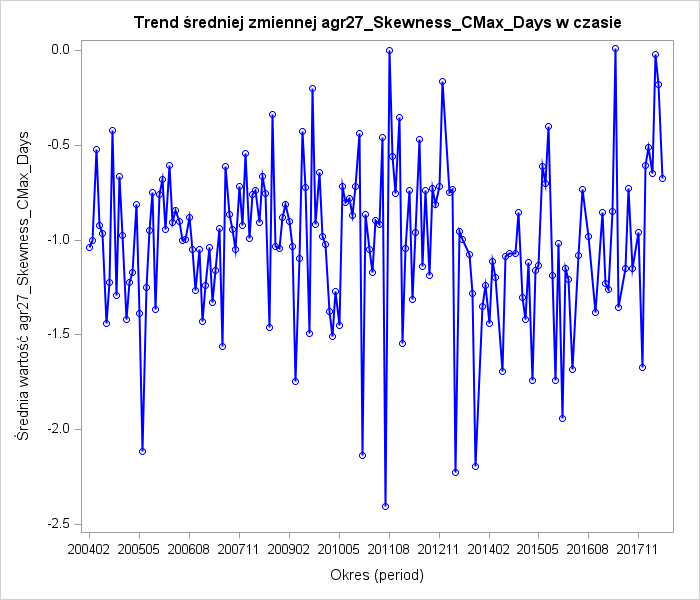 Trend średniej zmiennej agr27_Skewness_CMax_Days w czasie
Średnia wartość agr27_Skewness_CMax_Days
0.0
-0.5
-1.0
-1.5
-2.0
-2.5
200402 200505 200608 200711 200902 201005 201108 201211 201402 201505 201608 201711
Okres (period)